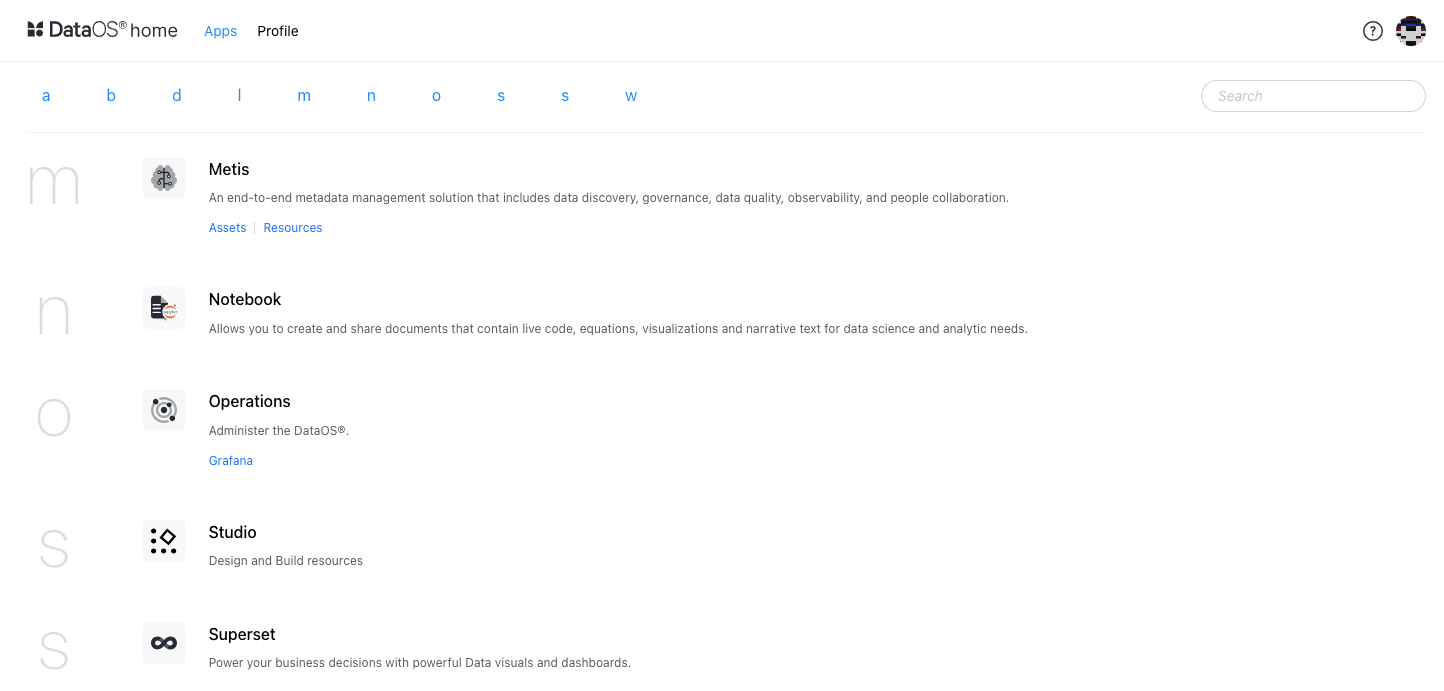 DataOS® home Apps Profile ?
a b d l m n o s s w Search
m
Metis
An end-to-end metadata management solution that includes data discovery, governance, data quality, observability, and people collaboration.
Assets | Resources
n
Notebook
Allows you to create and share documents that contain live code, equations, visualizations and narrative text for data science and analytic needs.
o
Operations
Administer the DataOS®.
Grafana
s
Studio
Design and Build resources
s
Superset
Power your business decisions with powerful Data visuals and dashboards.